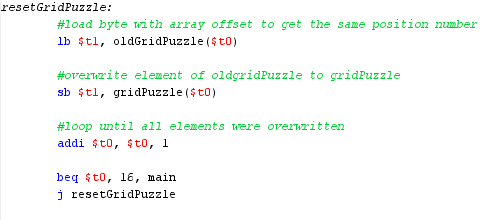 resetGridPuzzle:
#load byte with array offset to get the same position number
lb $t1, oldGridPuzzle($t0)
#overwrite element of oldgridPuzzle to gridPuzzle
sb $t1, gridPuzzle($t0)
#loop until all elements were overwritten
addi $t0, $t0, 1
beq $t0, 16, main
j resetGridPuzzle